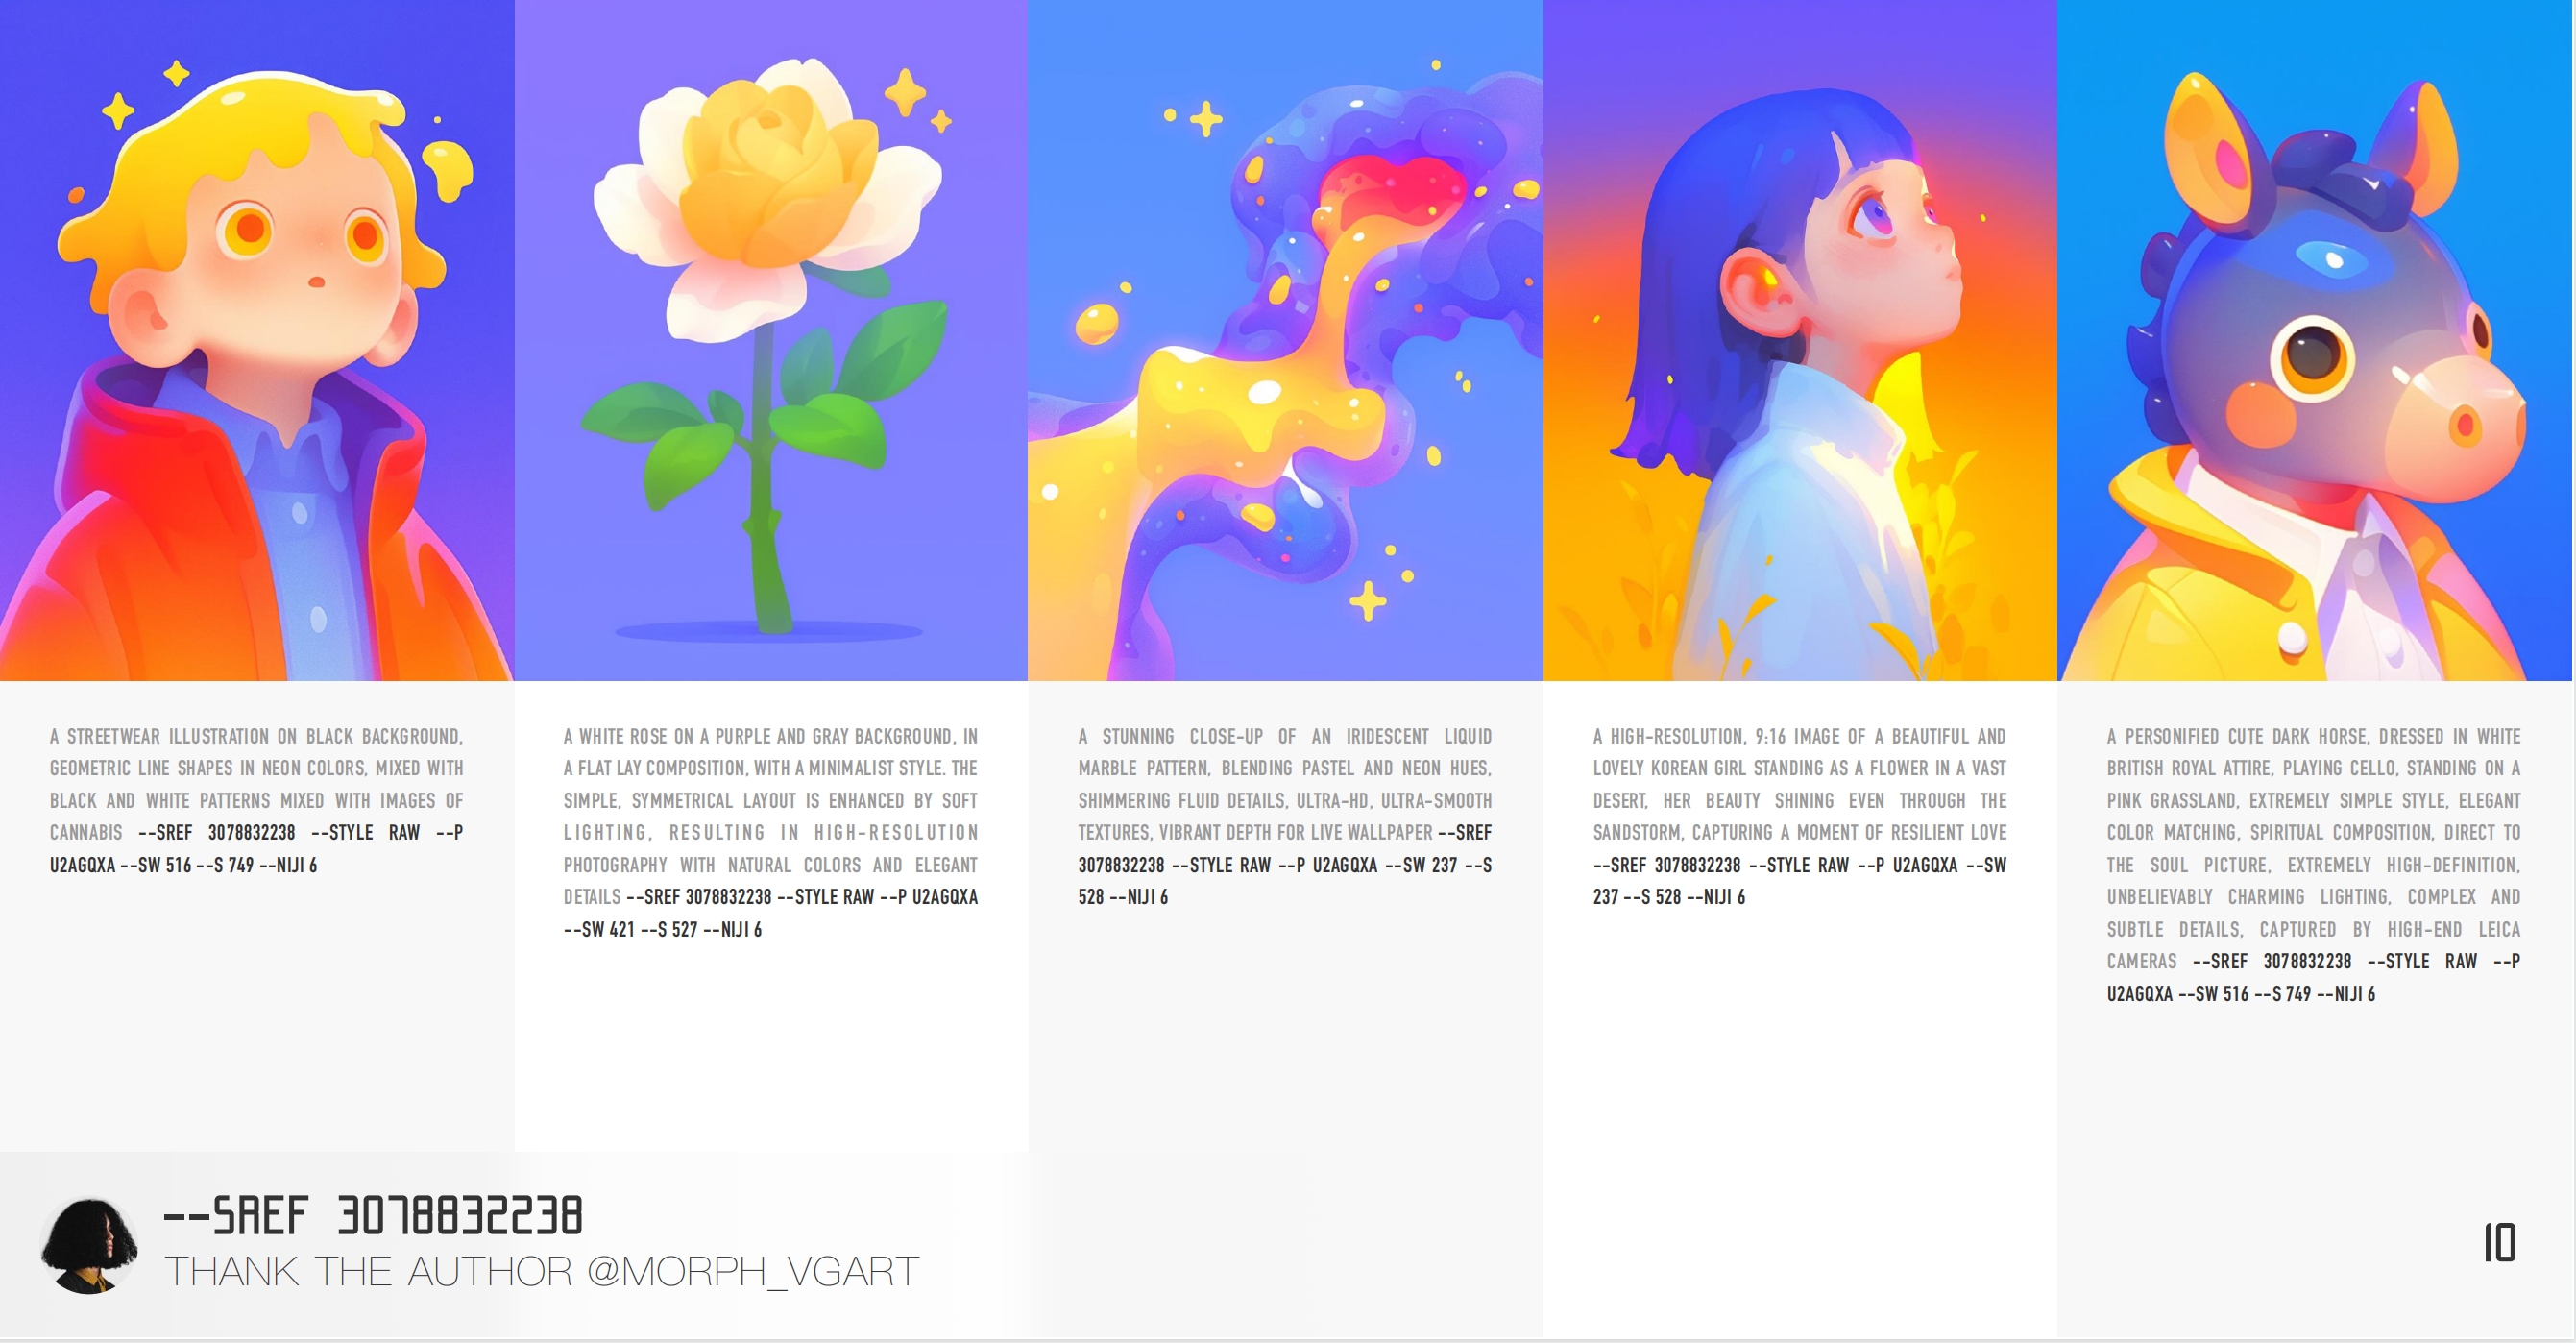 A STREETWEAR ILLUSTRATION ON BLACK BACKGROUND,
GEOMETRIC LINE SHAPES IN NEON COLORS, MIXED WITH
BLACK AND WHITE PATTERNS MIXED WITH IMAGES OF
CANNABIS --SREF 3078832238 --STYLE RAW --P
U2AGQXA --SW 516 --S 749 --NIJI 6
A WHITE ROSE ON A PURPLE AND GRAY BACKGROUND, IN
A FLAT LAY COMPOSITION, WITH A MINIMALIST STYLE. THE
SIMPLE, SYMMETRICAL LAYOUT IS ENHANCED BY SOFT
LIGHTING, RESULTING IN HIGH-RESOLUTION
PHOTOGRAPHY WITH NATURAL COLORS AND ELEGANT
DETAILS --SREF 3078832238 --STYLE RAW --P U2AGQXA
--SW 421 --S 527 --NIJI 6
A STUNNING CLOSE-UP OF AN IRIDESCENT LIQUID
MARBLE PATTERN, BLENDING PASTEL AND NEON HUES,
SHIMMERING FLUID DETAILS, ULTRA-HD, ULTRA-SMOOTH
TEXTURES, VIBRANT DEPTH FOR LIVE WALLPAPER --SREF
3078832238 --STYLE RAW --P U2AGQXA --SW 237 --S
528 --NIJI 6
A HIGH-RESOLUTION, 9:16 IMAGE OF A BEAUTIFUL AND
LOVELY KOREAN GIRL STANDING AS A FLOWER IN A VAST
DESERT, HER BEAUTY SHINING EVEN THROUGH THE
SANDSTORM, CAPTURING A MOMENT OF RESILIENT LOVE
--SREF 3078832238 --STYLE RAW --P U2AGQXA --SW
237 --S 528 --NIJI 6
A PERSONIFIED CUTE DARK HORSE, DRESSED IN WHITE
BRITISH ROYAL ATTIRE, PLAYING CELLO, STANDING ON A
PINK GRASSLAND, EXTREMELY SIMPLE STYLE, ELEGANT
COLOR MATCHING, SPIRITUAL COMPOSITION, DIRECT TO
THE SOUL PICTURE, EXTREMELY HIGH-DEFINITION,
UNBELIEVABLY CHARMING LIGHTING, COMPLEX AND
SUBTLE DETAILS, CAPTURED BY HIGH-END LEICA
CAMERAS --SREF 3078832238 --STYLE RAW --P
U2AGQXA --SW 516 --S 749 --NIJI 6
--SREF 3078832238
THANK THE AUTHOR @MORPH_VGART
10